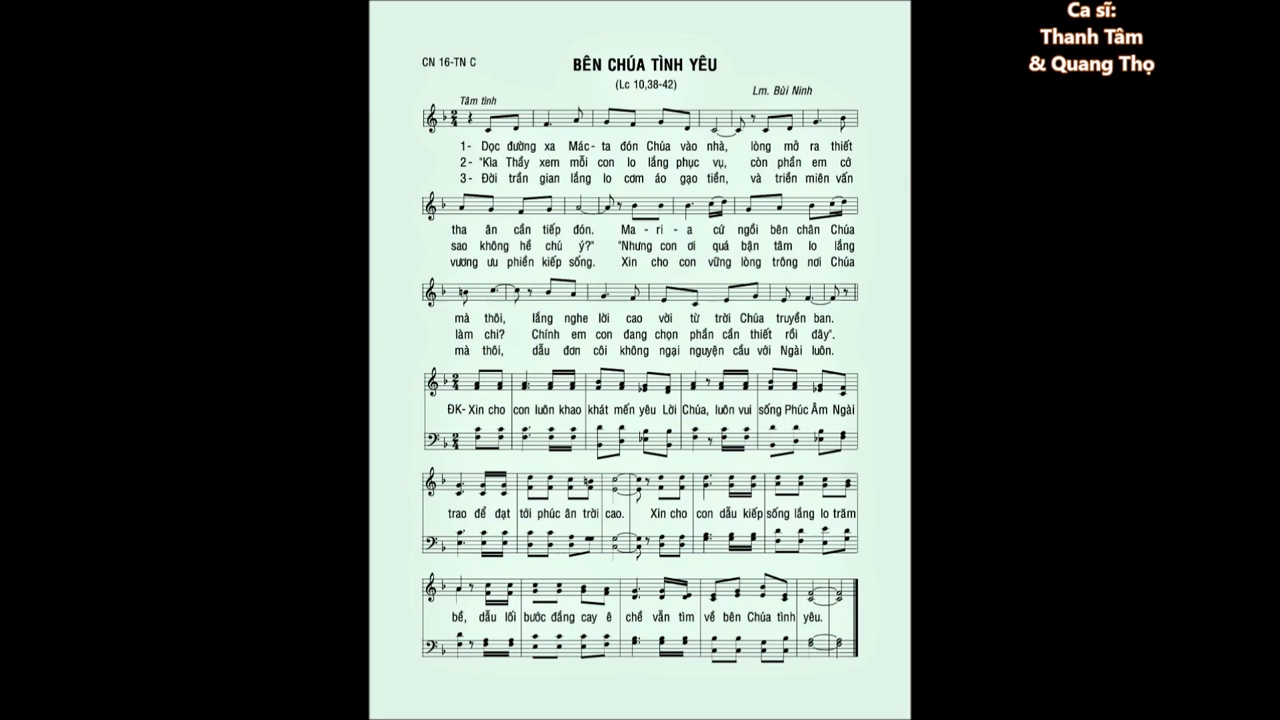 Ca sĩ:
Thanh Tâm
& Quang Thọ
CN 16-TN C
BÊN CHÚA TÌNH YÊU
(Lc 10,38-42)
Lm. Bùi Ninh
Tâm tình
1- Dọc đường xa Mác-ta đón Chúa vào nhà, lòng mở ra thiết
2- "Kìa Thầy xem mỗi con lo lắng phục vụ, còn phần em cớ
3- Đời trần gian lắng lo cơm áo gạo tiền, và triền miên vấn
tha ân cần tiếp đón. Ma - ri - a cứ ngồi bên chân Chúa
sao không hề chú ý?" "Nhưng con ơi quá bận tâm lo lắng
vương ưu phiền kiếp sống. Xin cho con vững lòng trông nơi Chúa
mà thôi, lắng nghe lời cao vời từ trời Chúa truyền ban.
làm chi? Chính em con đang chọn phần cần thiết rồi đây".
mà thôi, dẫu đơn côi không ngại nguyện cầu với Ngài luôn.
ĐK- Xin cho con luôn khao khát mến yêu Lời Chúa, luôn vui sống Phúc Âm Ngài
trao để đạt tới phúc ân trời cao. Xin cho con dẫu kiếp sống lắng lo trăm
bề, dẫu lối bước đắng cay ê chề vẫn tìm về bên Chúa tình yêu.